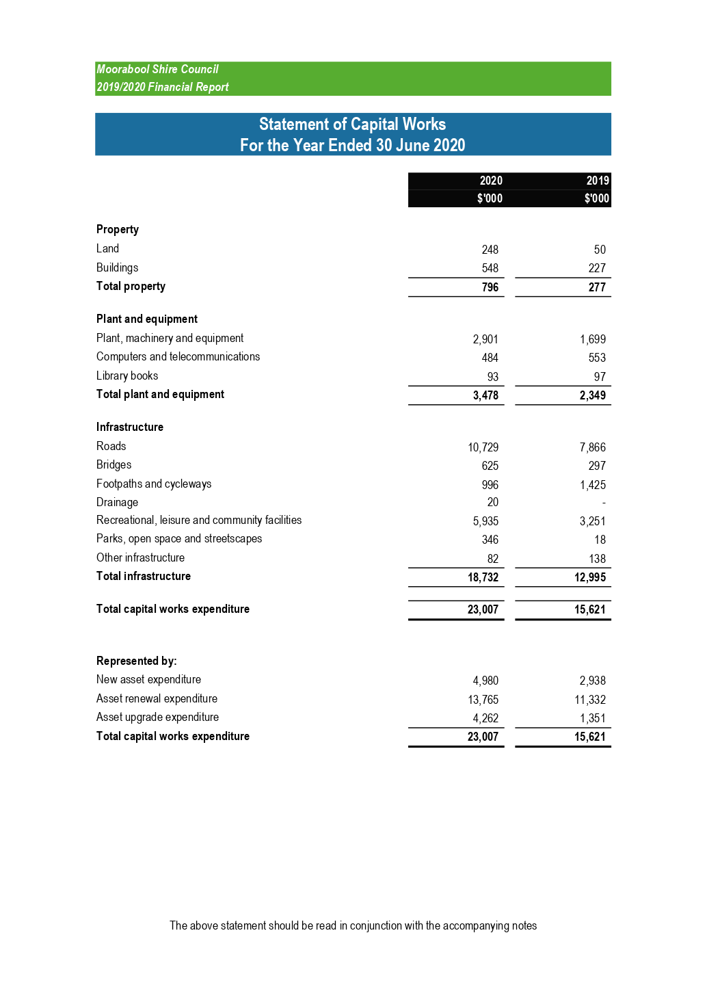 Moorabool Shire Council
2019/2020 Financial Report
Statement of Capital Works
For the Year Ended 30 June 2020
2020 2019
$'000 $'000
Property
Land 248 50
Buildings 548 227
Total property 796 277
Plant and equipment
Plant, machinery and equipment 2,901 1,699
Computers and telecommunications 484 553
Library books 93 97
Total plant and equipment 3,478 2,349
Infrastructure
Roads 10,729 7,866
Bridges 625 297
Footpaths and cycleways 996 1,425
Drainage 20 -
Recreational, leisure and community facilities 5,935 3,251
Parks, open space and streetscapes 346 18
Other infrastructure 82 138
Total infrastructure 18,732 12,995
Total capital works expenditure 23,007 15,621
Represented by:
New asset expenditure 4,980 2,938
Asset renewal expenditure 13,765 11,332
Asset upgrade expenditure 4,262 1,351
Total capital works expenditure 23,007 15,621
The above statement should be read in conjunction with the accompanying notes